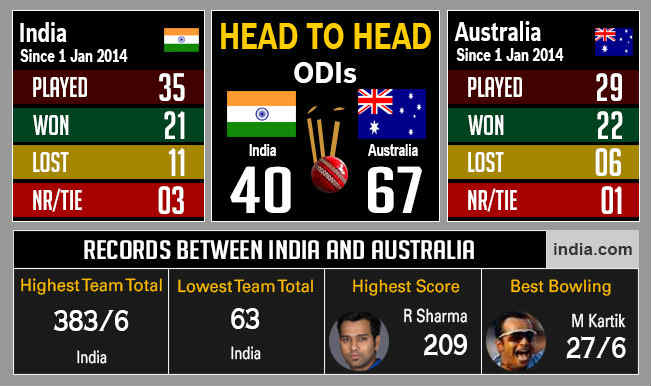 India
Since 1 Jan 2014
PLAYED 35
WON 21
LOST 11
NR/TIE 03
HEAD TO HEAD
ODIs
India Australia
40 67
Australia
Since 1 Jan 2014
PLAYED 29
WON 22
LOST 06
NR/TIE 01
RECORDS BETWEEN INDIA AND AUSTRALIA
india.com
Highest Team Total
383/6
India
Lowest Team Total
63
India
Highest Score
R Sharma
209
Best Bowling
M Kartik
27/6